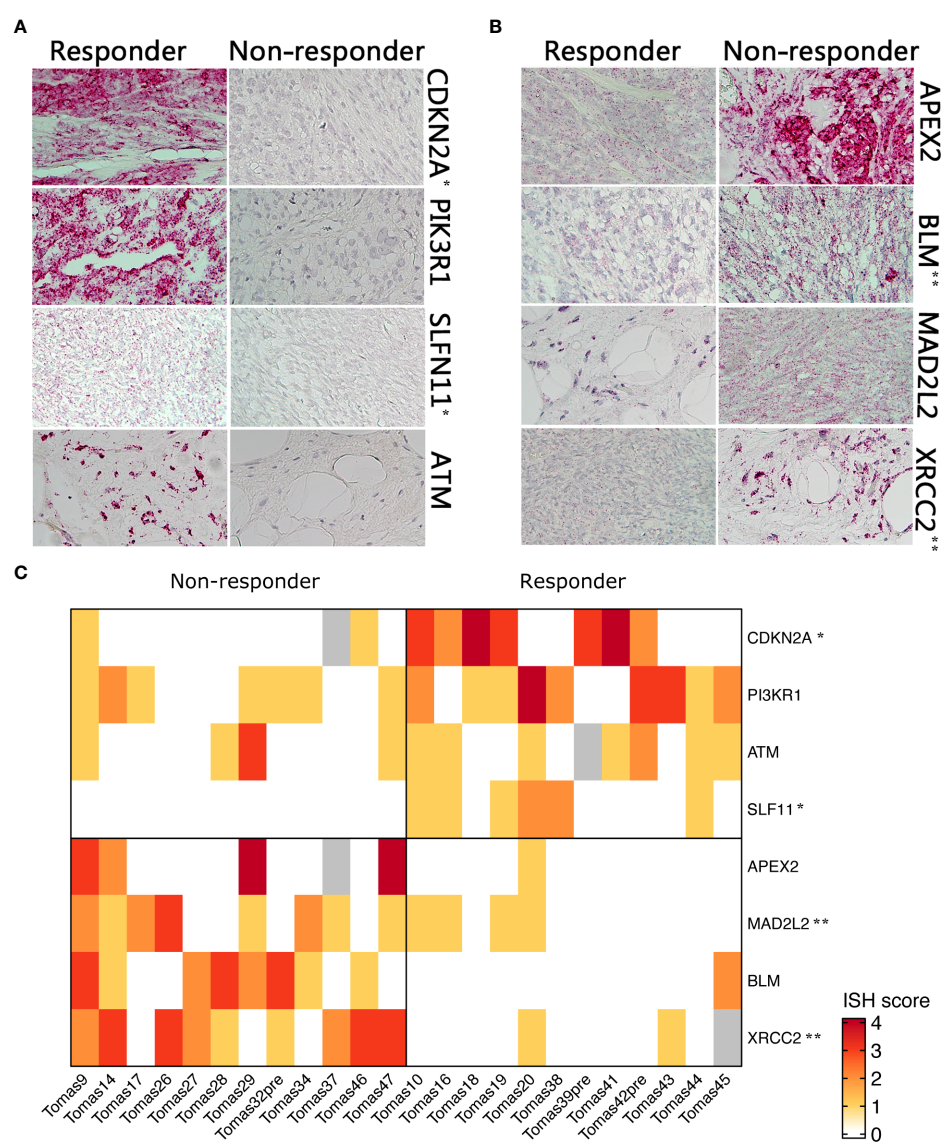 A
Responder Non-responder
CDKN2A*
PIK3R1
SLFN11*
ATM
B
Responder Non-responder
APEX2
BLM**
MAD2L2
XRCC2**
C
Non-responder Responder
CDKN2A *
PI3KR1
ATM
SLF11 *
APEX2
MAD2L2 **
BLM
XRCC2 **
ISH score
4
3
2
1
0
Tomas9 Tomas14 Tomas17 Tomas26 Tomas27 Tomas28 Tomas29 Tomas32pre Tomas34 Tomas37 Tomas46 Tomas47 Tomas10 Tomas16 Tomas18 Tomas19 Tomas20 Tomas38 Tomas39pre Tomas41 Tomas42pre Tomas43 Tomas44 Tomas45